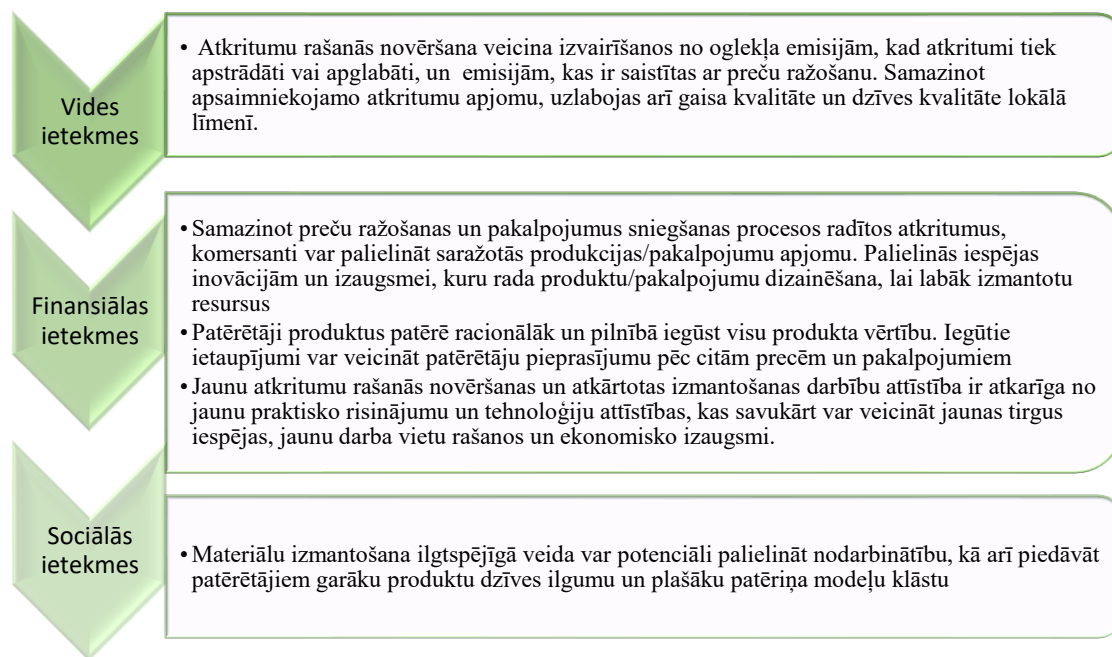 Vides
ietekmes
• Atkritumu rašanās novēršana veicina izvairīšanos no oglekļa emisijām, kad atkritumi tiek
apstrādāti vai apglabāti, un emisijām, kas ir saistītas ar preču ražošanu. Samazinot
apsaimniekojamo atkritumu apjomu, uzlabojas arī gaisa kvalitāte un dzīves kvalitāte lokālā
līmenī.
Finansiālas
ietekmes
• Samazinot preču ražošanas un pakalpojumus sniegšanas procesos radītos atkritumus,
komersanti var palielināt saražotās produkcijas/pakalpojumu apjomu. Palielinās iespējas
inovācijām un izaugsmei, kuru rada produktu/pakalpojumu dizainēšana, lai labāk izmantotu
resursus
• Patērētāji produktus patērē racionālāk un pilnībā iegūst visu produkta vērtību. Iegūtie
ietaupījumi var veicināt patērētāju pieprasījumu pēc citām precēm un pakalpojumiem
• Jaunu atkritumu rašanās novēršanas un atkārtotas izmantošanas darbību attīstība ir atkarīga no
jaunu praktisko risinājumu un tehnoloģiju attīstības, kas savukārt var veicināt jaunas tirgus
iespējas, jaunu darba vietu rašanos un ekonomisko izaugsmi.
Sociālās
ietekmes
• Materiālu izmantošana ilgtspējīgā veida var potenciāli palielināt nodarbinātību, kā arī piedāvāt
patērētājiem garāku produktu dzīves ilgumu un plašāku patēriņa modeļu klāstu